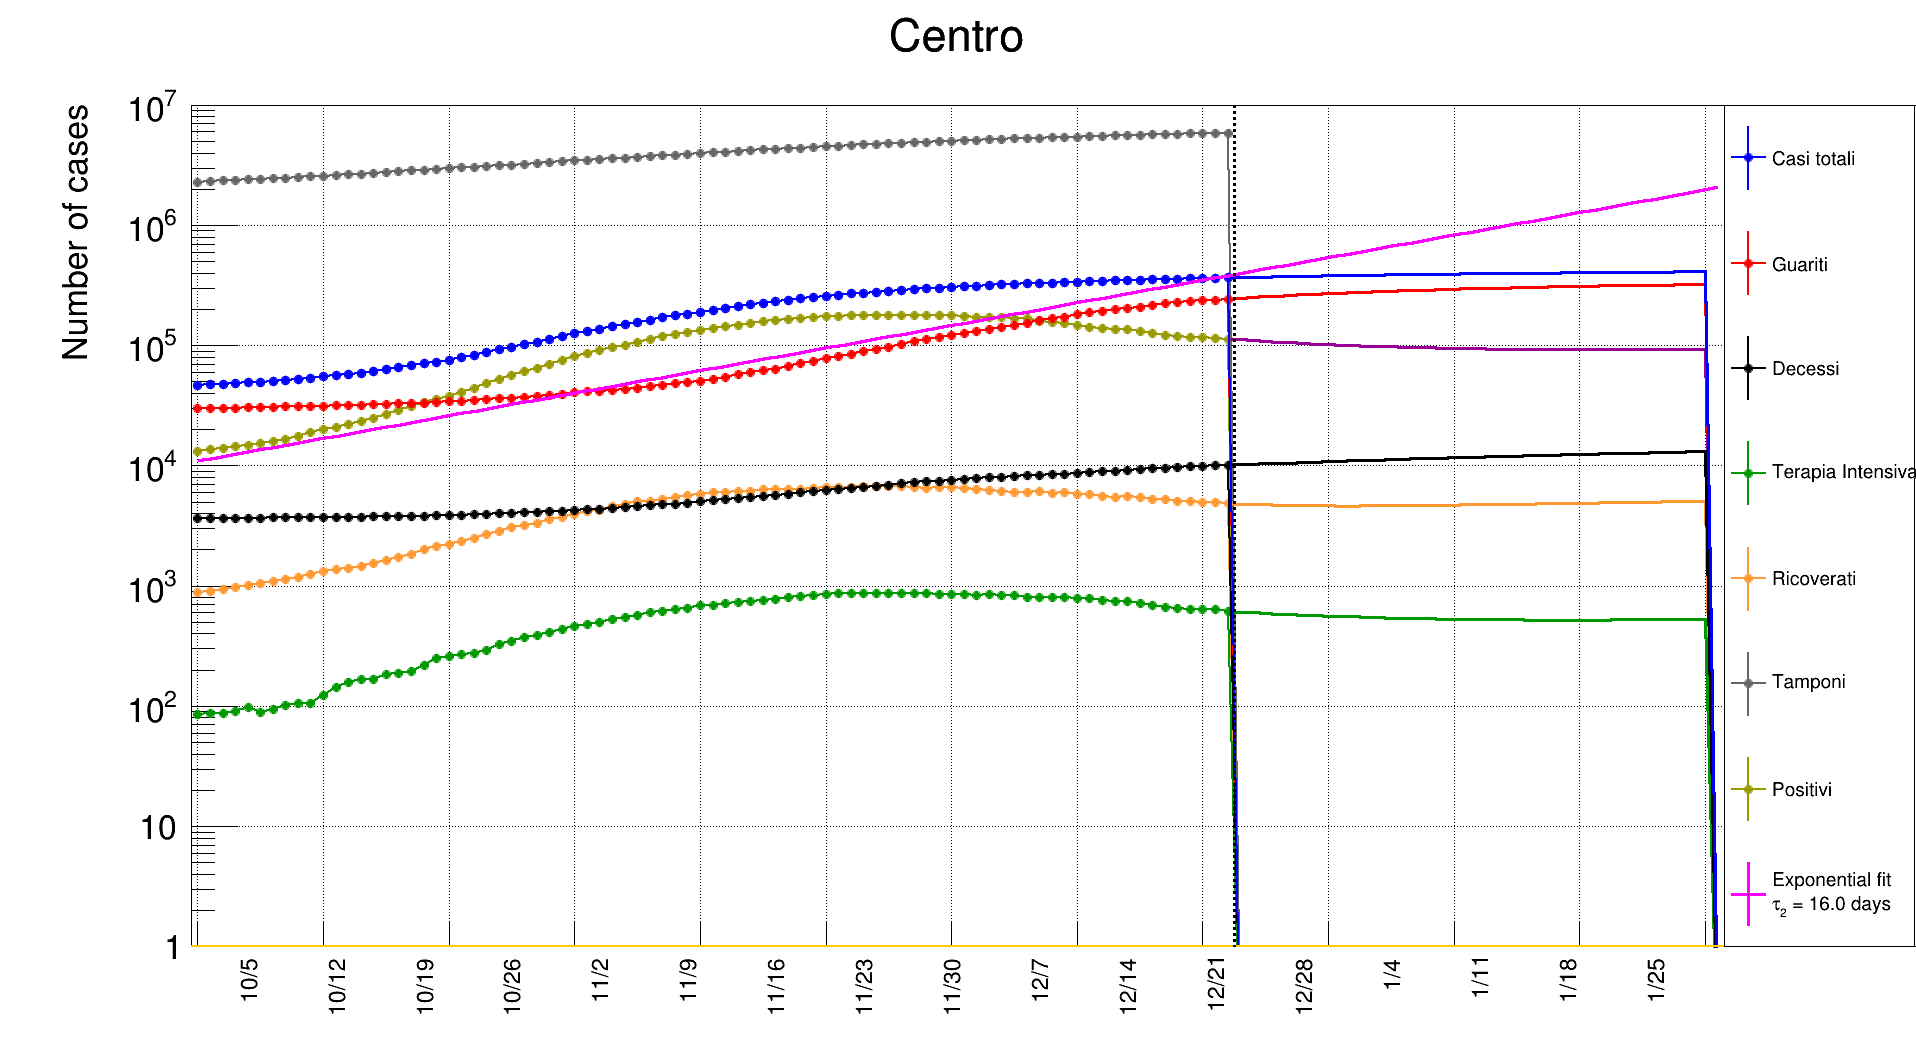 Centro
Number of cases
10^7
10^6
10^5
10^4
10^3
10^2
10
1
10/5
10/12
10/19
10/26
11/2
11/9
11/16
11/23
11/30
12/7
12/14
12/21
12/28
1/4
1/11
1/18
1/25
Casi totali
Guariti
Decessi
Terapia Intensiva
Ricoverati
Tamponi
Positivi
Exponential fit
τ₂ = 16.0 days